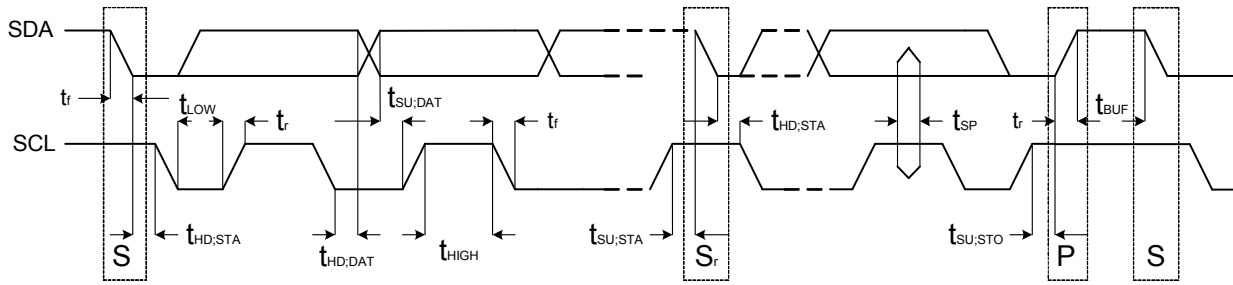 SDA
tf tLOW tr tSU;DAT tf tHD;STA tSP tr tBUF
SCL
S tHD;STA tHD;DAT tHIGH tSU;STA Sr tSU;STO P S